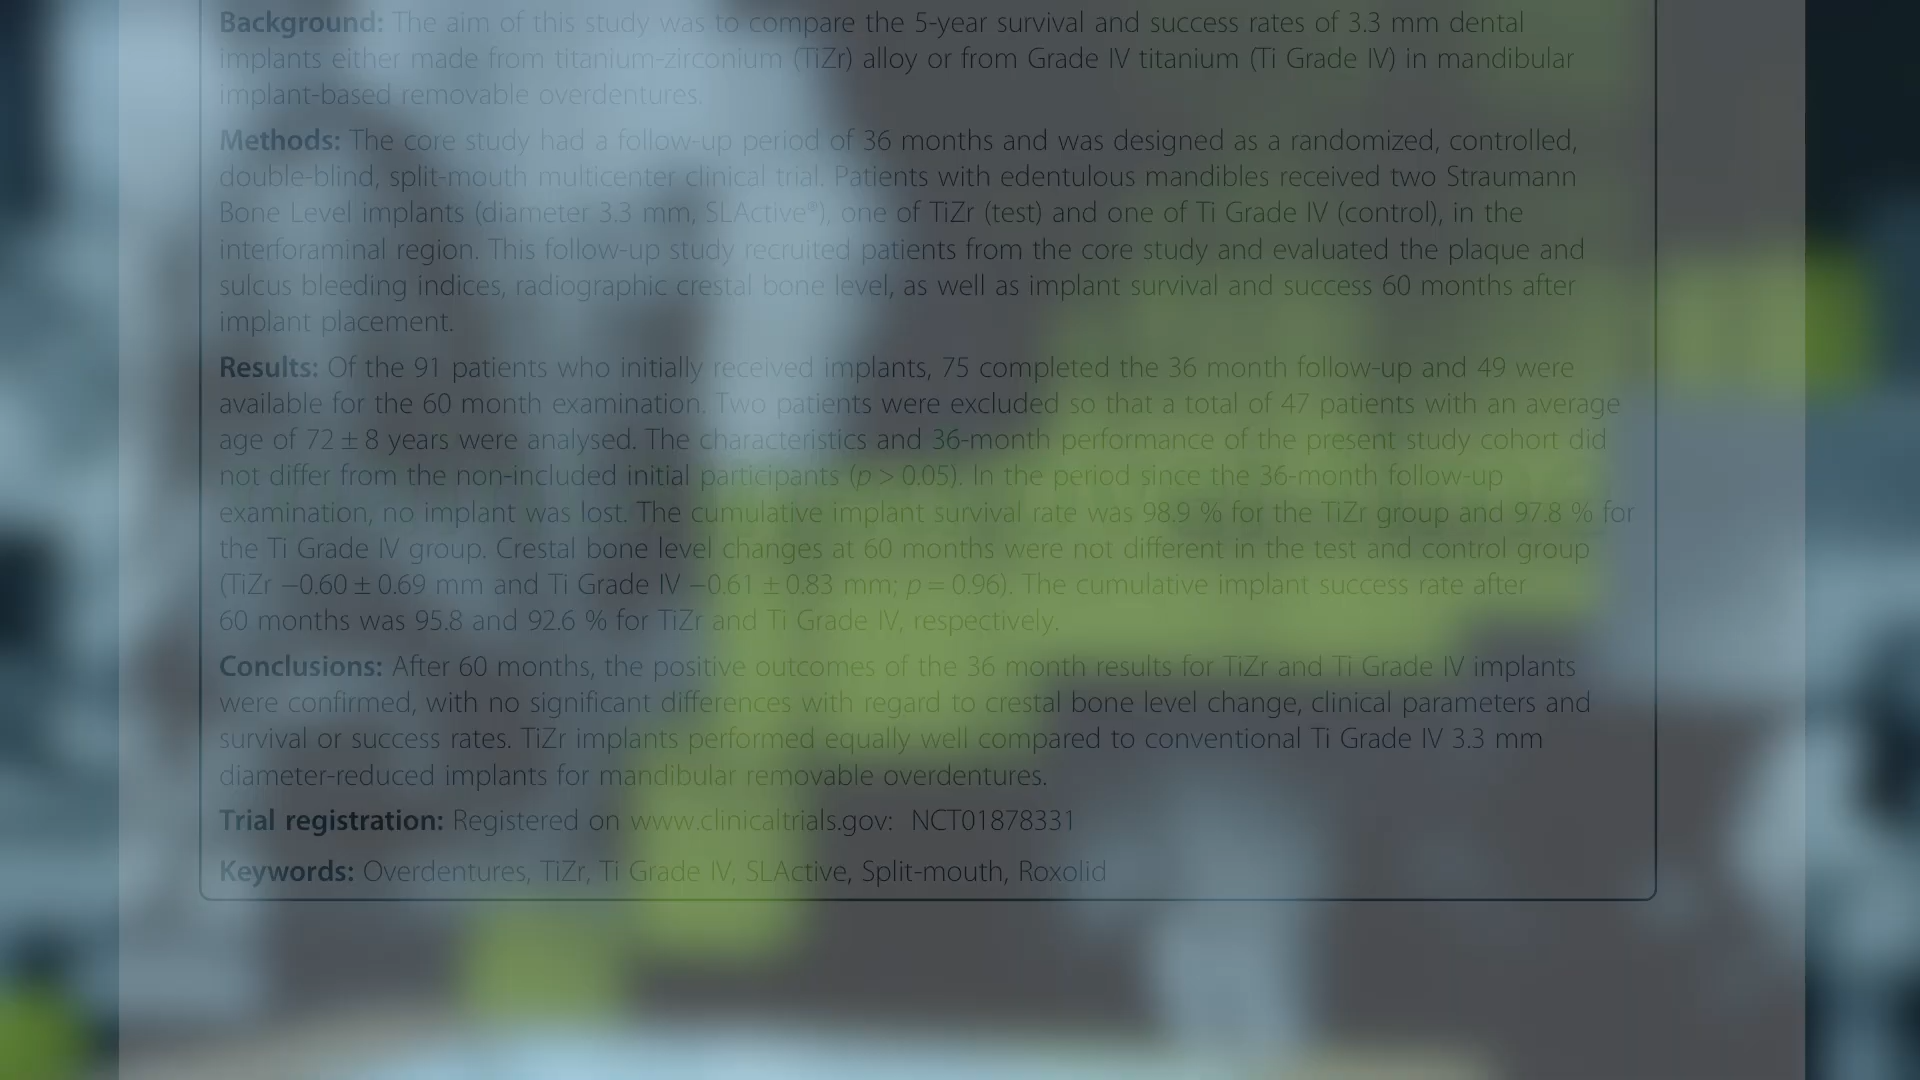 Background: The aim of this study was to compare the 5-year survival and success rates of 3.3 mm dental
implants either made from titanium-zirconium (TiZr) alloy or from Grade IV titanium (Ti Grade IV) in mandibular
implant-based removable overdentures.
Methods: The core study had a follow-up period of 36 months and was designed as a randomized, controlled,
double-blind, split-mouth multicenter clinical trial. Patients with edentulous mandibles received two Straumann
Bone Level implants (diameter 3.3 mm, SLActive®), one of TiZr (test) and one of Ti Grade IV (control), in the
interforaminal region. This follow-up study recruited patients from the core study and evaluated the plaque and
sulcus bleeding indices, radiographic crestal bone level, as well as implant survival and success 60 months after
implant placement.
Results: Of the 91 patients who initially received implants, 75 completed the 36 month follow-up and 49 were
available for the 60 month examination. Two patients were excluded so that a total of 47 patients with an average
age of 72 ± 8 years were analysed. The characteristics and 36-month performance of the present study cohort did
not differ from the non-included initial participants (p > 0.05). In the period since the 36-month follow-up
examination, no implant was lost. The cumulative implant survival rate was 98.9 % for the TiZr group and 97.8 % for
the Ti Grade IV group. Crestal bone level changes at 60 months were not different in the test and control group
(TiZr −0.60 ± 0.69 mm and Ti Grade IV −0.61 ± 0.83 mm; p = 0.96). The cumulative implant success rate after
60 months was 95.8 and 92.6 % for TiZr and Ti Grade IV, respectively.
Conclusions: After 60 months, the positive outcomes of the 36 month results for TiZr and Ti Grade IV implants
were confirmed, with no significant differences with regard to crestal bone level change, clinical parameters and
survival or success rates. TiZr implants performed equally well compared to conventional Ti Grade IV 3.3 mm
diameter-reduced implants for mandibular removable overdentures.
Trial registration: Registered on www.clinicaltrials.gov: NCT01878331
Keywords: Overdentures, TiZr, Ti Grade IV, SLActive, Split-mouth, Roxolid